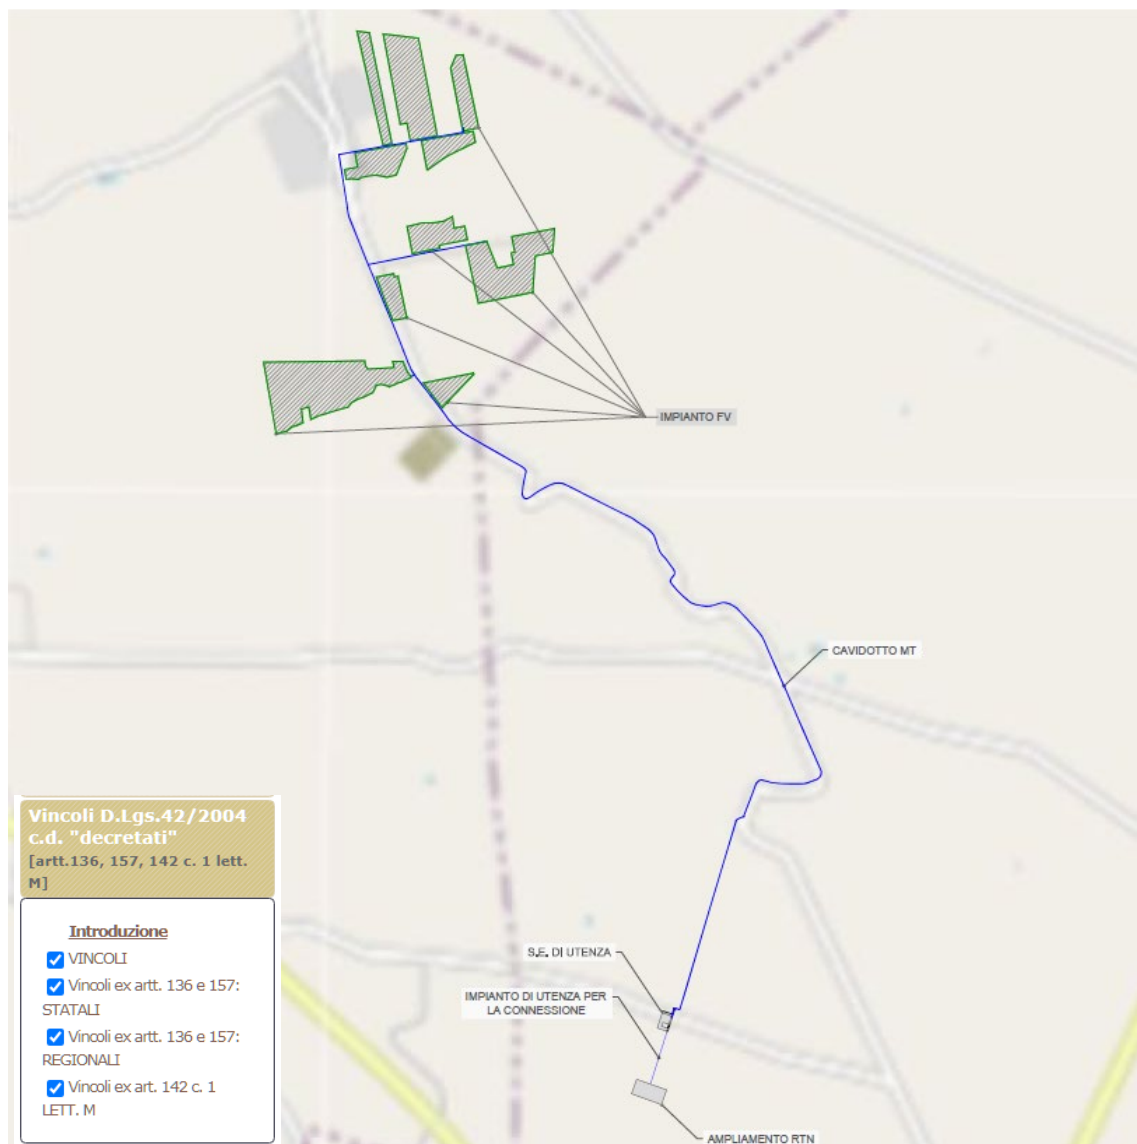 IMPIANTO FV
CAVIDOTTO MT
Vincoli D.Lgs.42/2004
c.d. "decretati"
[artt.136, 157, 142 c. 1 lett.
M]
Introduzione
VINCOLI
Vincoli ex artt. 136 e 157:
STATALI
Vincoli ex artt. 136 e 157:
REGIONALI
Vincoli ex art. 142 c. 1
LETT. M
S.E. DI UTENZA
IMPIANTO DI UTENZA PER
LA CONNESSIONE
AMPLIAMENTO RTN